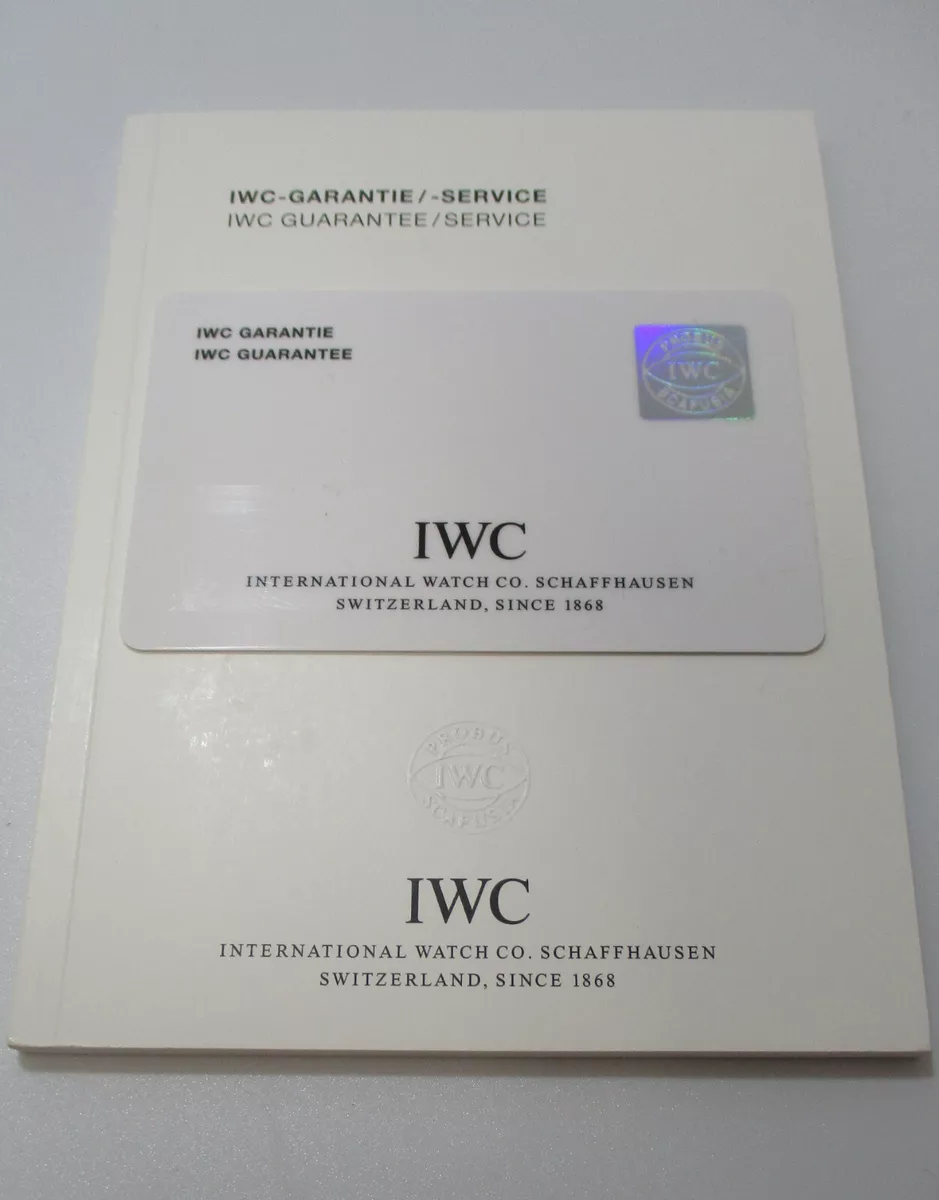 IWC-GARANTIE/-SERVICE
IWC GUARANTEE/SERVICE
IWC GARANTIE
IWC GUARANTEE
PROBUS
IWC
SCAFUSIA
IWC
INTERNATIONAL WATCH CO. SCHAFFHAUSEN
SWITZERLAND, SINCE 1868
PROBUS
IWC
SCAFUSIA
IWC
INTERNATIONAL WATCH CO. SCHAFFHAUSEN
SWITZERLAND, SINCE 1868